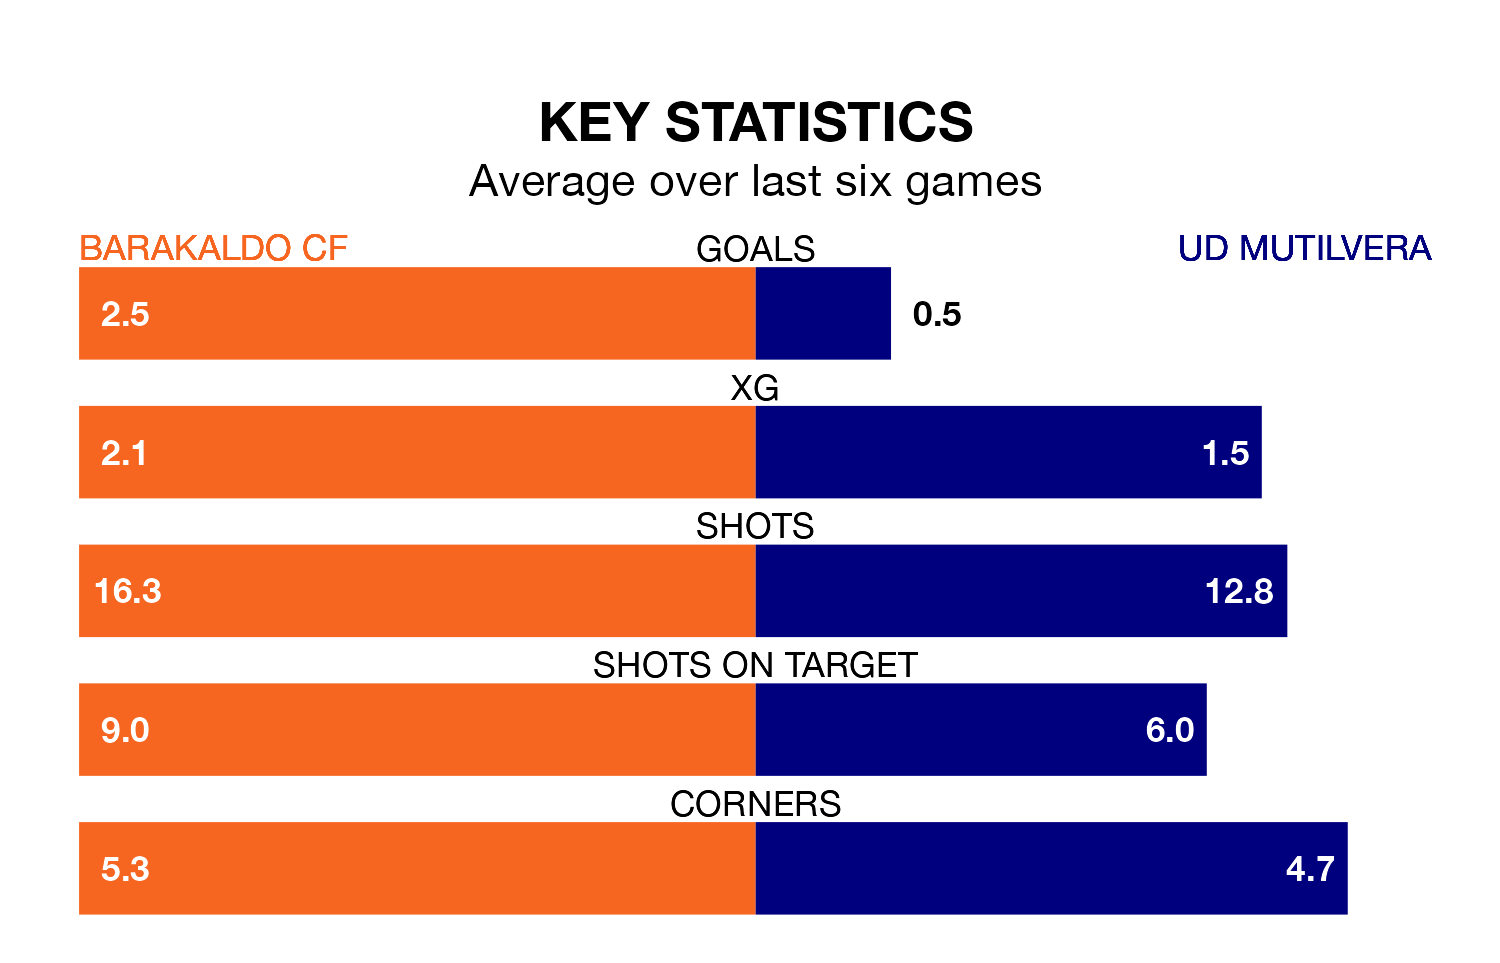 KEY STATISTICS
Average over last six games
BARAKALDO CF GOALS UD MUTILVERA
2.5 0.5
XG
2.1 1.5
SHOTS
16.3 12.8
SHOTS ON TARGET
9.0 6.0
CORNERS
5.3 4.7